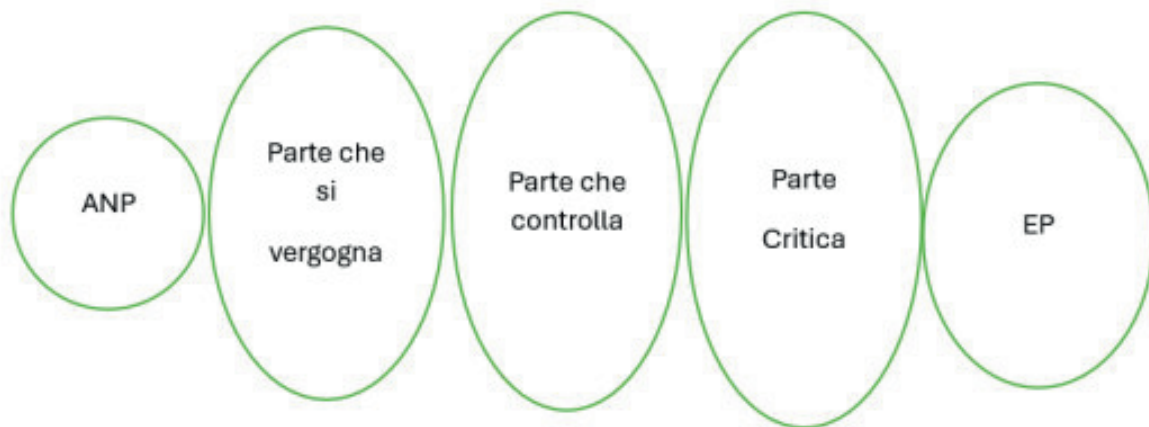 ANP
Parte che
si
vergogna
Parte che
controlla
Parte
Critica
EP